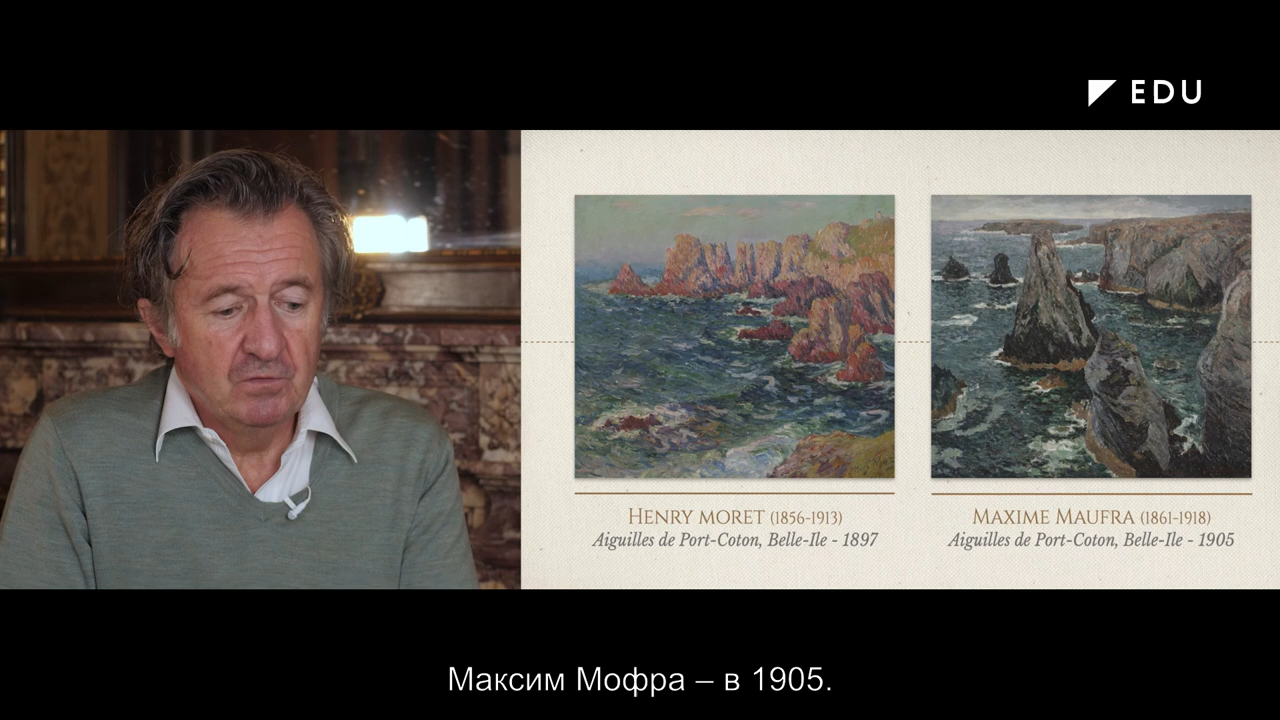 EDU
HENRY MORET (1856-1913)
Aiguilles de Port-Coton, Belle-Ile - 1897
MAXIME MAUFRA (1861-1918)
Aiguilles de Port-Coton, Belle-Ile - 1905
Максим Мофра – в 1905.